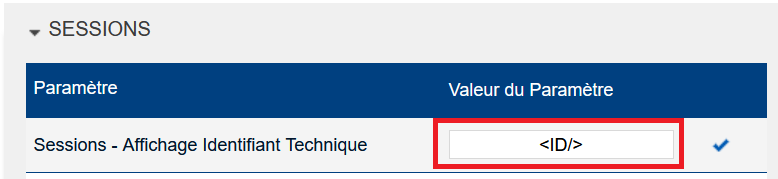 SESSIONS
Paramètre Valeur du Paramètre
Sessions - Affichage Identifiant Technique <ID/>